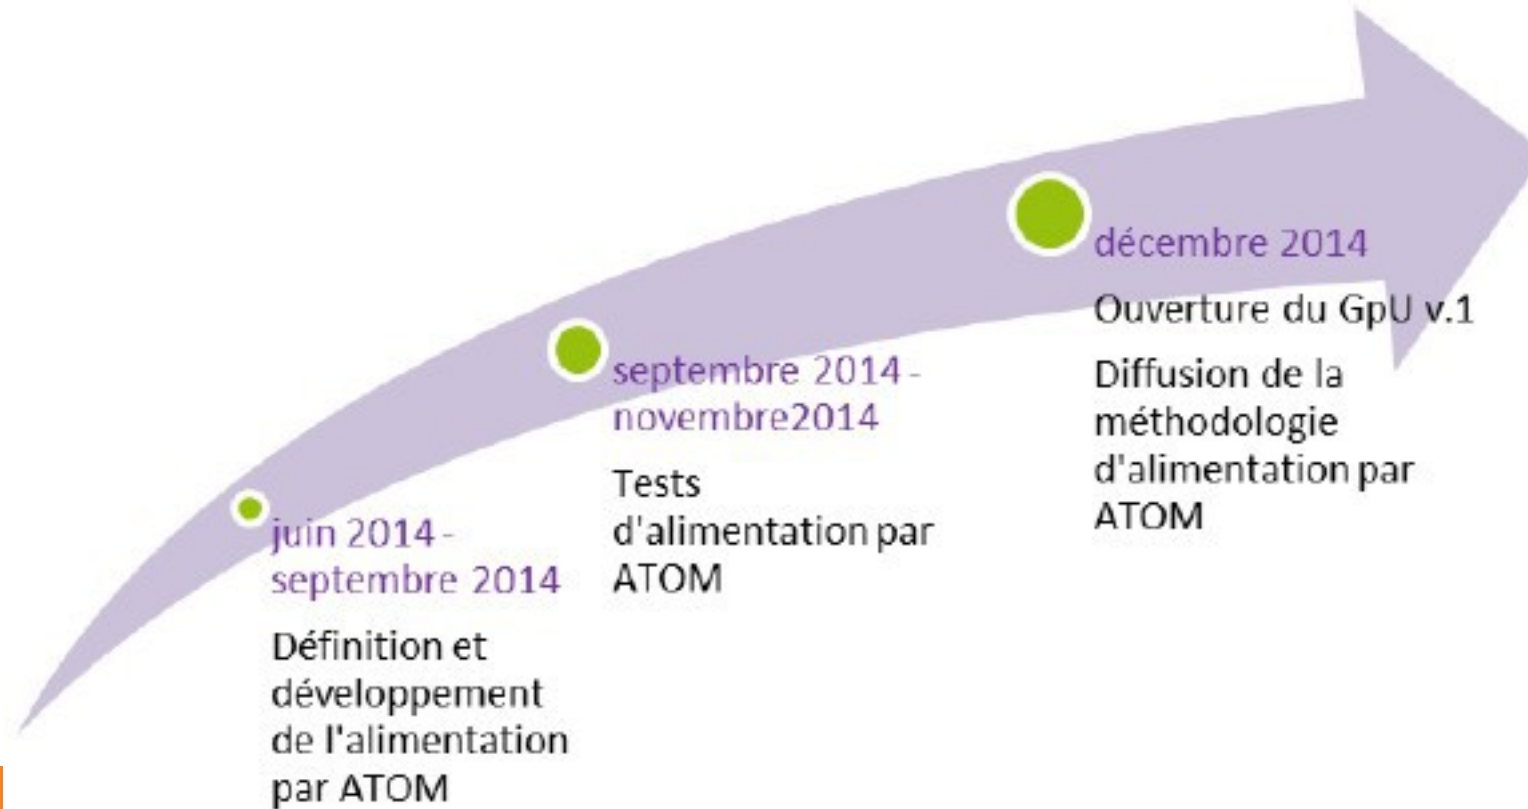 juin 2014 -
septembre 2014
Définition et
développement
de l'alimentation
par ATOM
septembre 2014 -
novembre2014
Tests
d'alimentation par
ATOM
décembre 2014
Ouverture du GpU v.1
Diffusion de la
méthodologie
d'alimentation par
ATOM